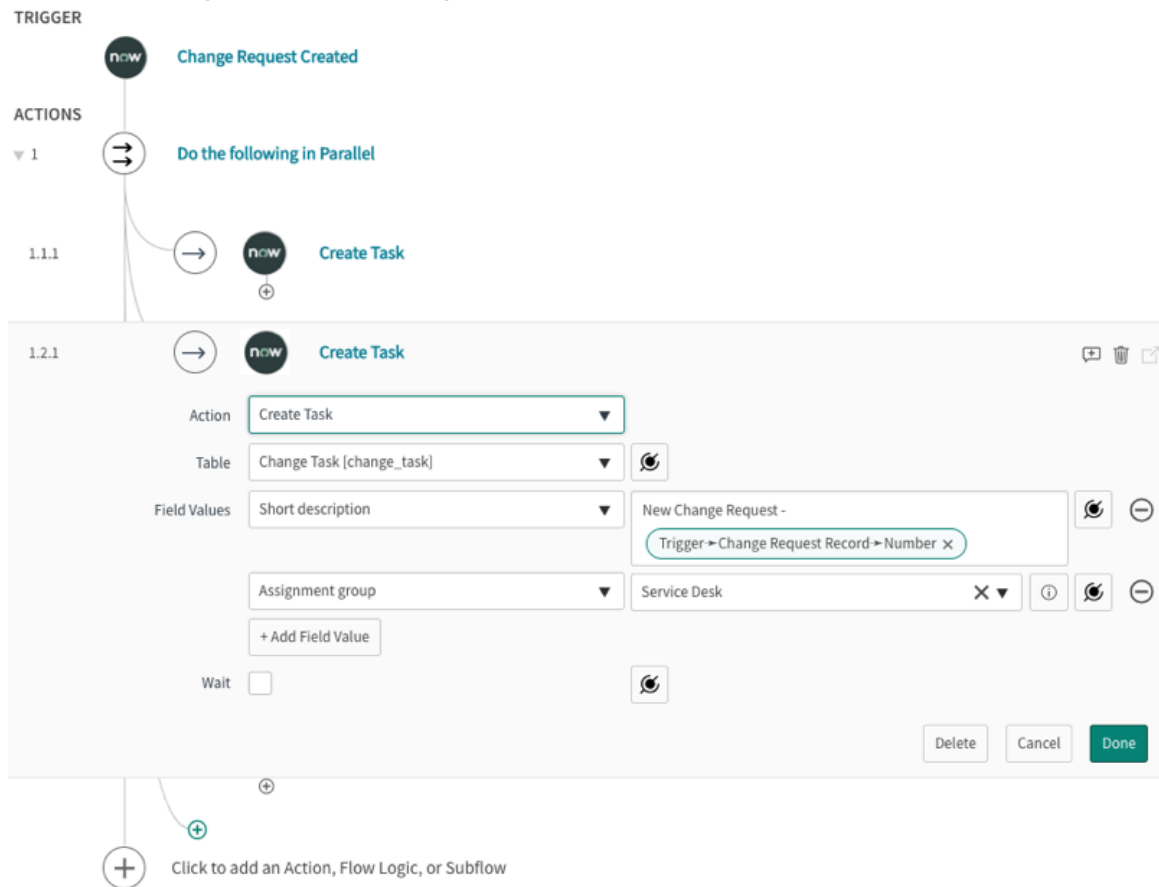 TRIGGER
now
Change Request Created
ACTIONS
1
Do the following in Parallel
1.1.1
now
Create Task
1.2.1
now
Create Task
Action
Create Task
Table
Change Task [change_task]
Field Values
Short description
New Change Request -
Trigger➛Change Request Record➛Number
Assignment group
Service Desk
+ Add Field Value
Wait
Delete
Cancel
Done
Click to add an Action, Flow Logic, or Subflow